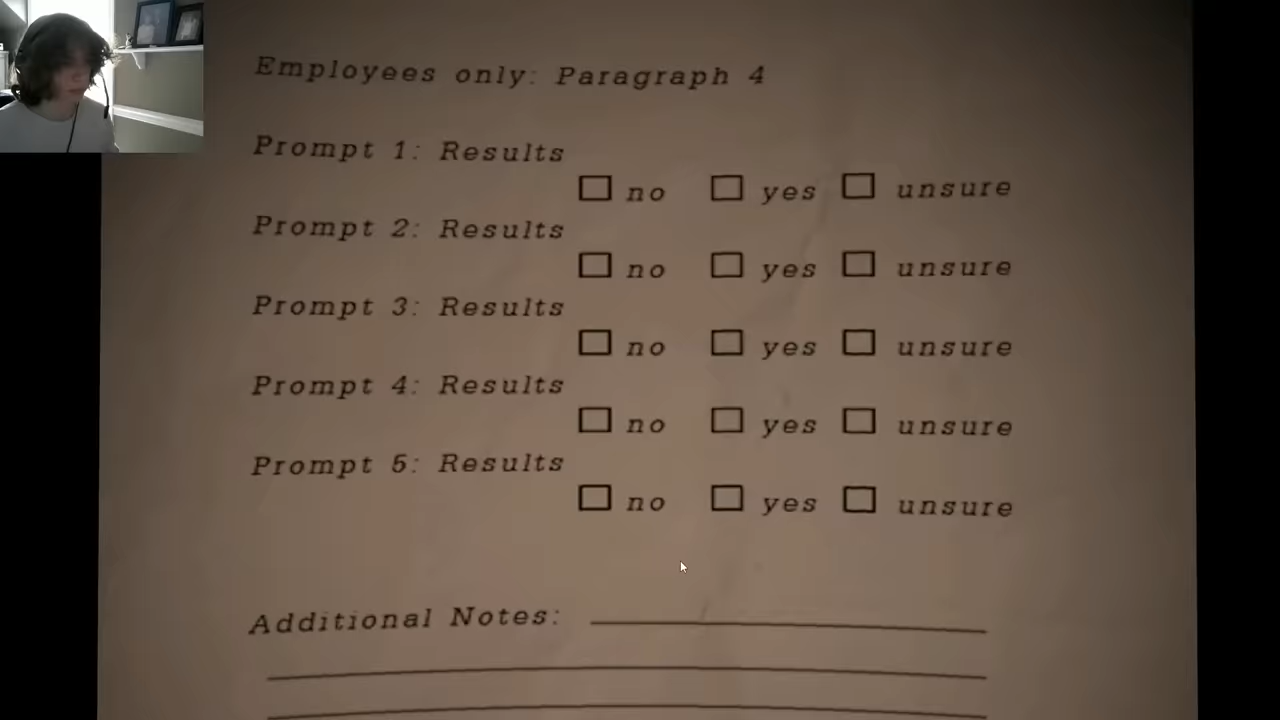 Employees only: Paragraph 4
Prompt 1: Results
no yes unsure
Prompt 2: Results
no yes unsure
Prompt 3: Results
no yes unsure
Prompt 4: Results
no yes unsure
Prompt 5: Results
no yes unsure
Additional Notes: